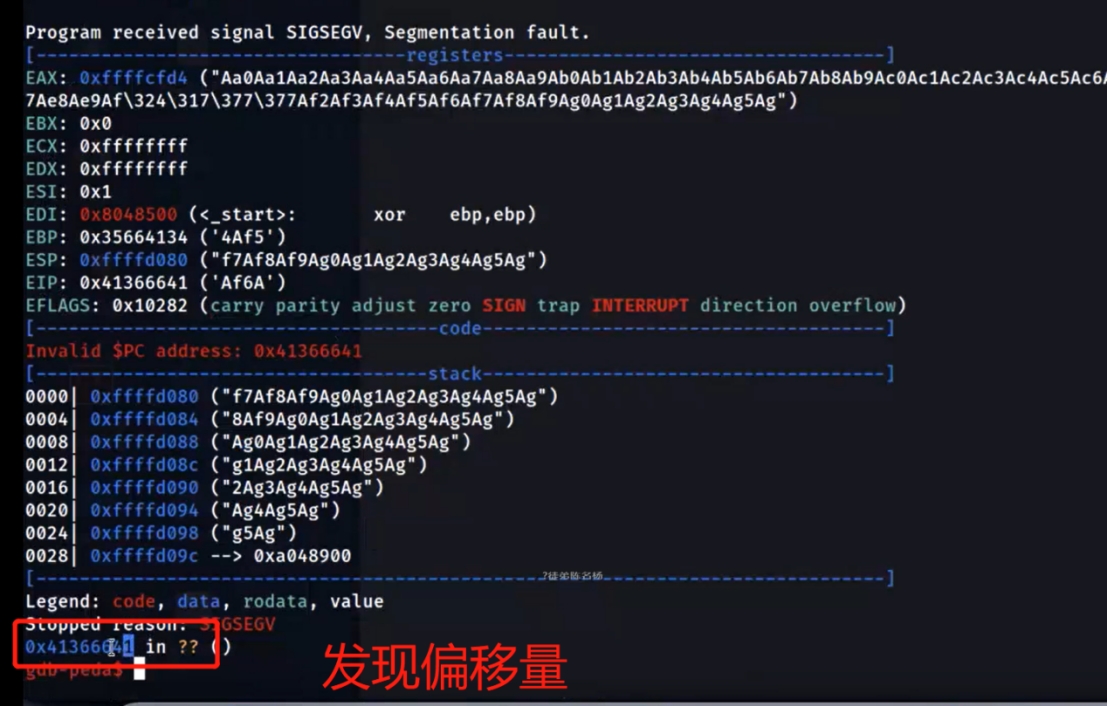 Program received signal SIGSEGV, Segmentation fault.
[----------------------------------registers-----------------------------------]
EAX: 0xffffcfd4 ("Aa0Aa1Aa2Aa3Aa4Aa5Aa6Aa7Aa8Aa9Ab0Ab1Ab2Ab3Ab4Ab5Ab6Ab7Ab8Ab9Ac0Ac1Ac2Ac3Ac4Ac5Ac6A
7Ae8Ae9Af\324\317\377\377Af2Af3Af4Af5Af6Af7Af8Af9Ag0Ag1Ag2Ag3Ag4Ag5Ag")
EBX: 0x0
ECX: 0xffffffff
EDX: 0xffffffff
ESI: 0x1
EDI: 0x8048500 (<_start>: xor ebp,ebp)
EBP: 0x35664134 ('4Af5')
ESP: 0xffffd080 ("f7Af8Af9Ag0Ag1Ag2Ag3Ag4Ag5Ag")
EIP: 0x41366641 ('Af6A')
EFLAGS: 0x10282 (carry parity adjust zero SIGN trap INTERRUPT direction overflow)
[-------------------------------------code-------------------------------------]
Invalid $PC address: 0x41366641
[------------------------------------stack-------------------------------------]
0000| 0xffffd080 ("f7Af8Af9Ag0Ag1Ag2Ag3Ag4Ag5Ag")
0004| 0xffffd084 ("8Af9Ag0Ag1Ag2Ag3Ag4Ag5Ag")
0008| 0xffffd088 ("Ag0Ag1Ag2Ag3Ag4Ag5Ag")
0012| 0xffffd08c ("g1Ag2Ag3Ag4Ag5Ag")
0016| 0xffffd090 ("2Ag3Ag4Ag5Ag")
0020| 0xffffd094 ("Ag4Ag5Ag")
0024| 0xffffd098 ("g5Ag")
0028| 0xffffd09c --> 0xa048900
[------------------------------------------------------------------------------]
Legend: code, data, rodata, value
Stopped reason: SIGSEGV
0x41366641 in ?? ()
gdb-peda$
发现偏移量